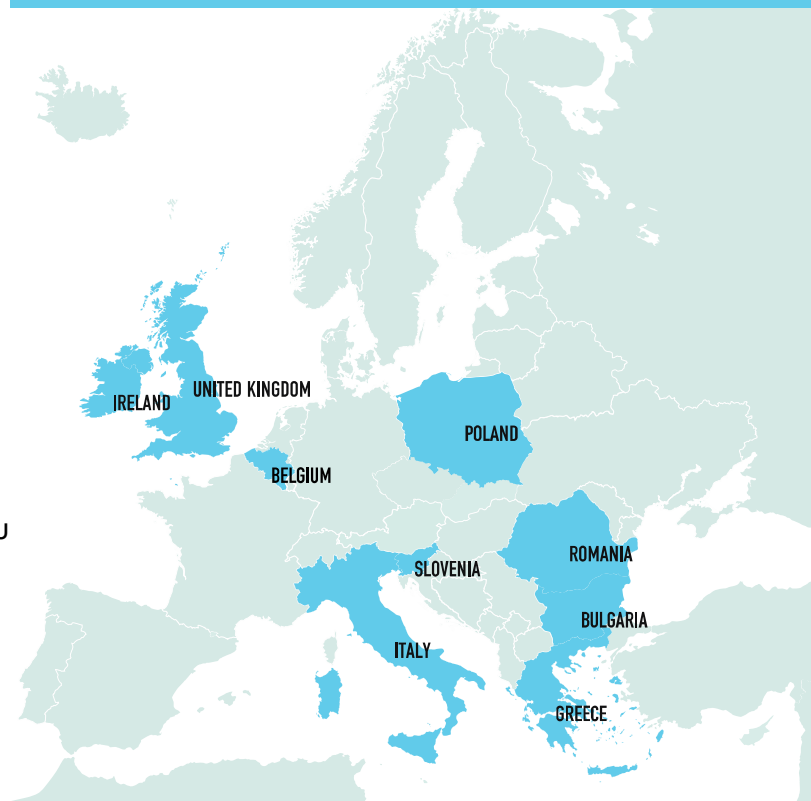 UNITED KINGDOM
IRELAND
POLAND
BELGIUM
U
ROMANIA
SLOVENIA
BULGARIA
ITALY
GREECE